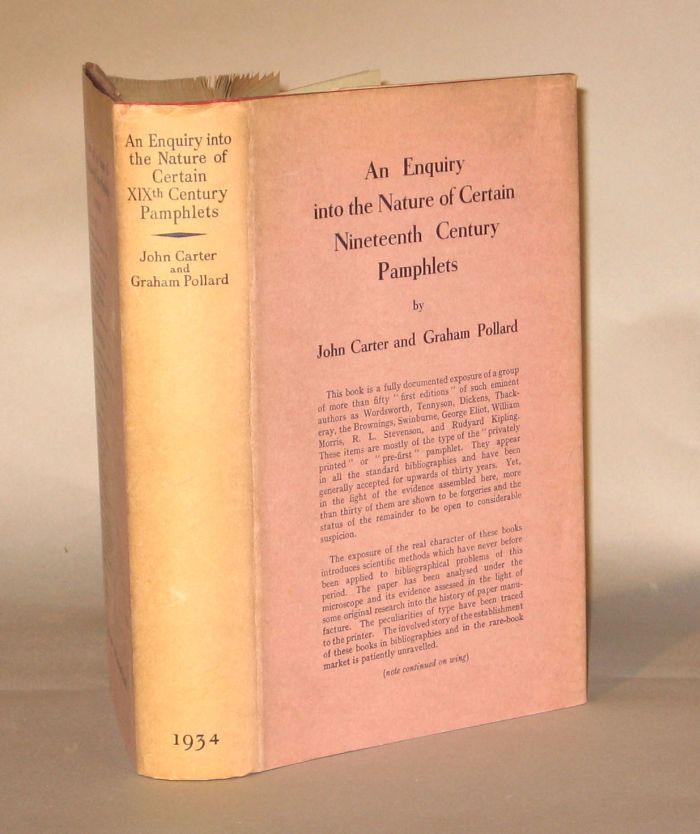 An Enquiry into
the Nature of
Certain
XIXth Century
Pamphlets
John Carter
and
Graham Pollard
1934
An Enquiry
into the Nature of Certain
Nineteenth Century
Pamphlets
by
John Carter and Graham Pollard
This book is a fully documented exposure of a group
of more than fifty "first editions" of such eminent
authors as Wordsworth, Tennyson, Dickens, Thack-
eray, the Brownings, Swinburne, George Eliot, William
Morris, R. L. Stevenson, and Rudyard Kipling.
These items are mostly of the type of the "privately
printed" or "pre-first" pamphlet. They appear
in all the standard bibliographies and have been
generally accepted for upwards of thirty years. Yet,
in the light of the evidence assembled here, more
than thirty of them are shown to be forgeries and the
status of the remainder to be open to considerable
suspicion.
The exposure of the real character of these books
introduces scientific methods which have never before
been applied to bibliographical problems of this
period. The paper has been analysed under the
microscope and its evidence assessed in the light of
some original research into the history of paper manu-
facture. The peculiarities of type have been traced
to the printer. The involved story of the establishment
of these books in bibliographies and in the rare-book
market is patiently unravelled.
(note continued on wing)